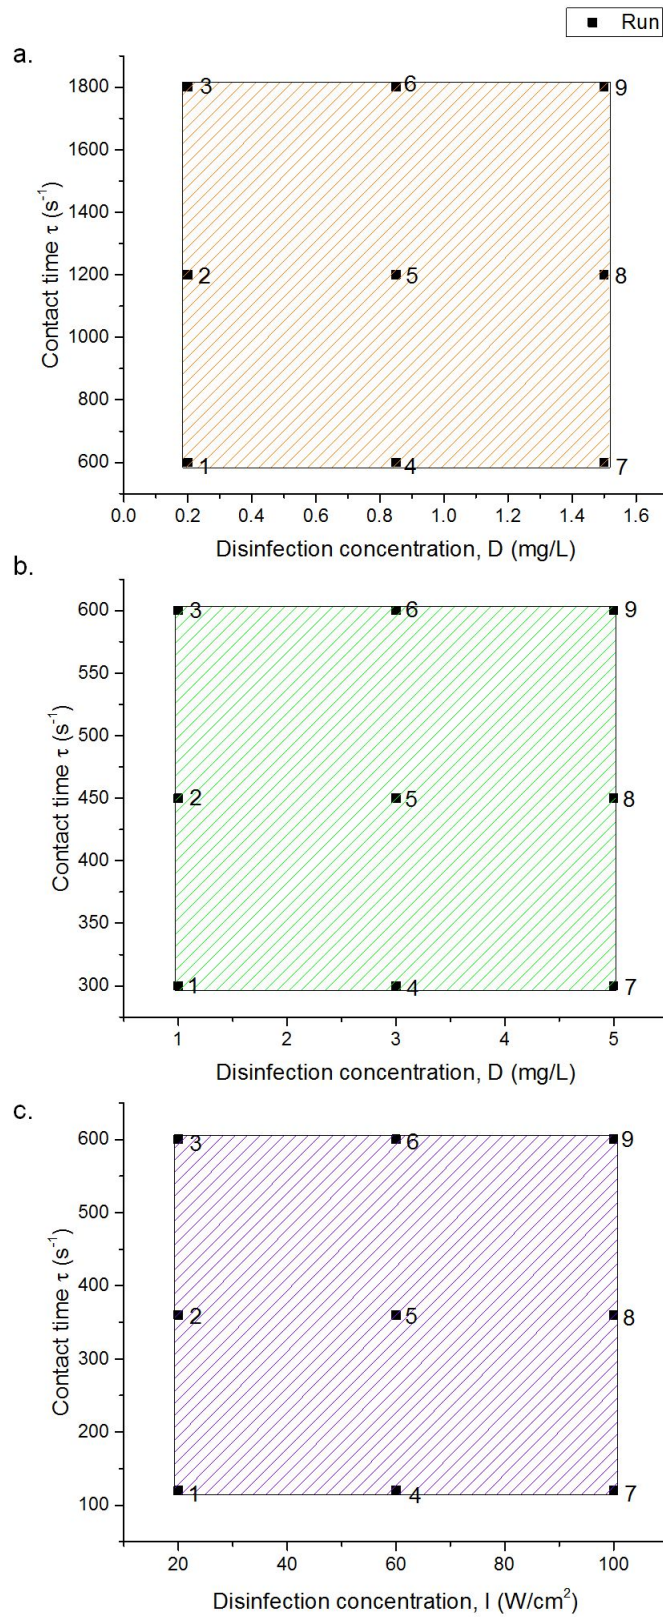 Run
a.
1800
1600
1400
1200
1000
800
600
Contact time τ (s⁻¹)
3 6 9
2 5 8
1 4 7
0.0 0.2 0.4 0.6 0.8 1.0 1.2 1.4 1.6
Disinfection concentration, D (mg/L)
b.
600
550
500
450
400
350
300
Contact time τ (s⁻¹)
3 6 9
2 5 8
1 4 7
1 2 3 4 5
Disinfection concentration, D (mg/L)
c.
600
500
400
300
200
100
Contact time τ (s⁻¹)
3 6 9
2 5 8
1 4 7
20 40 60 80 100
Disinfection concentration, I (W/cm²)